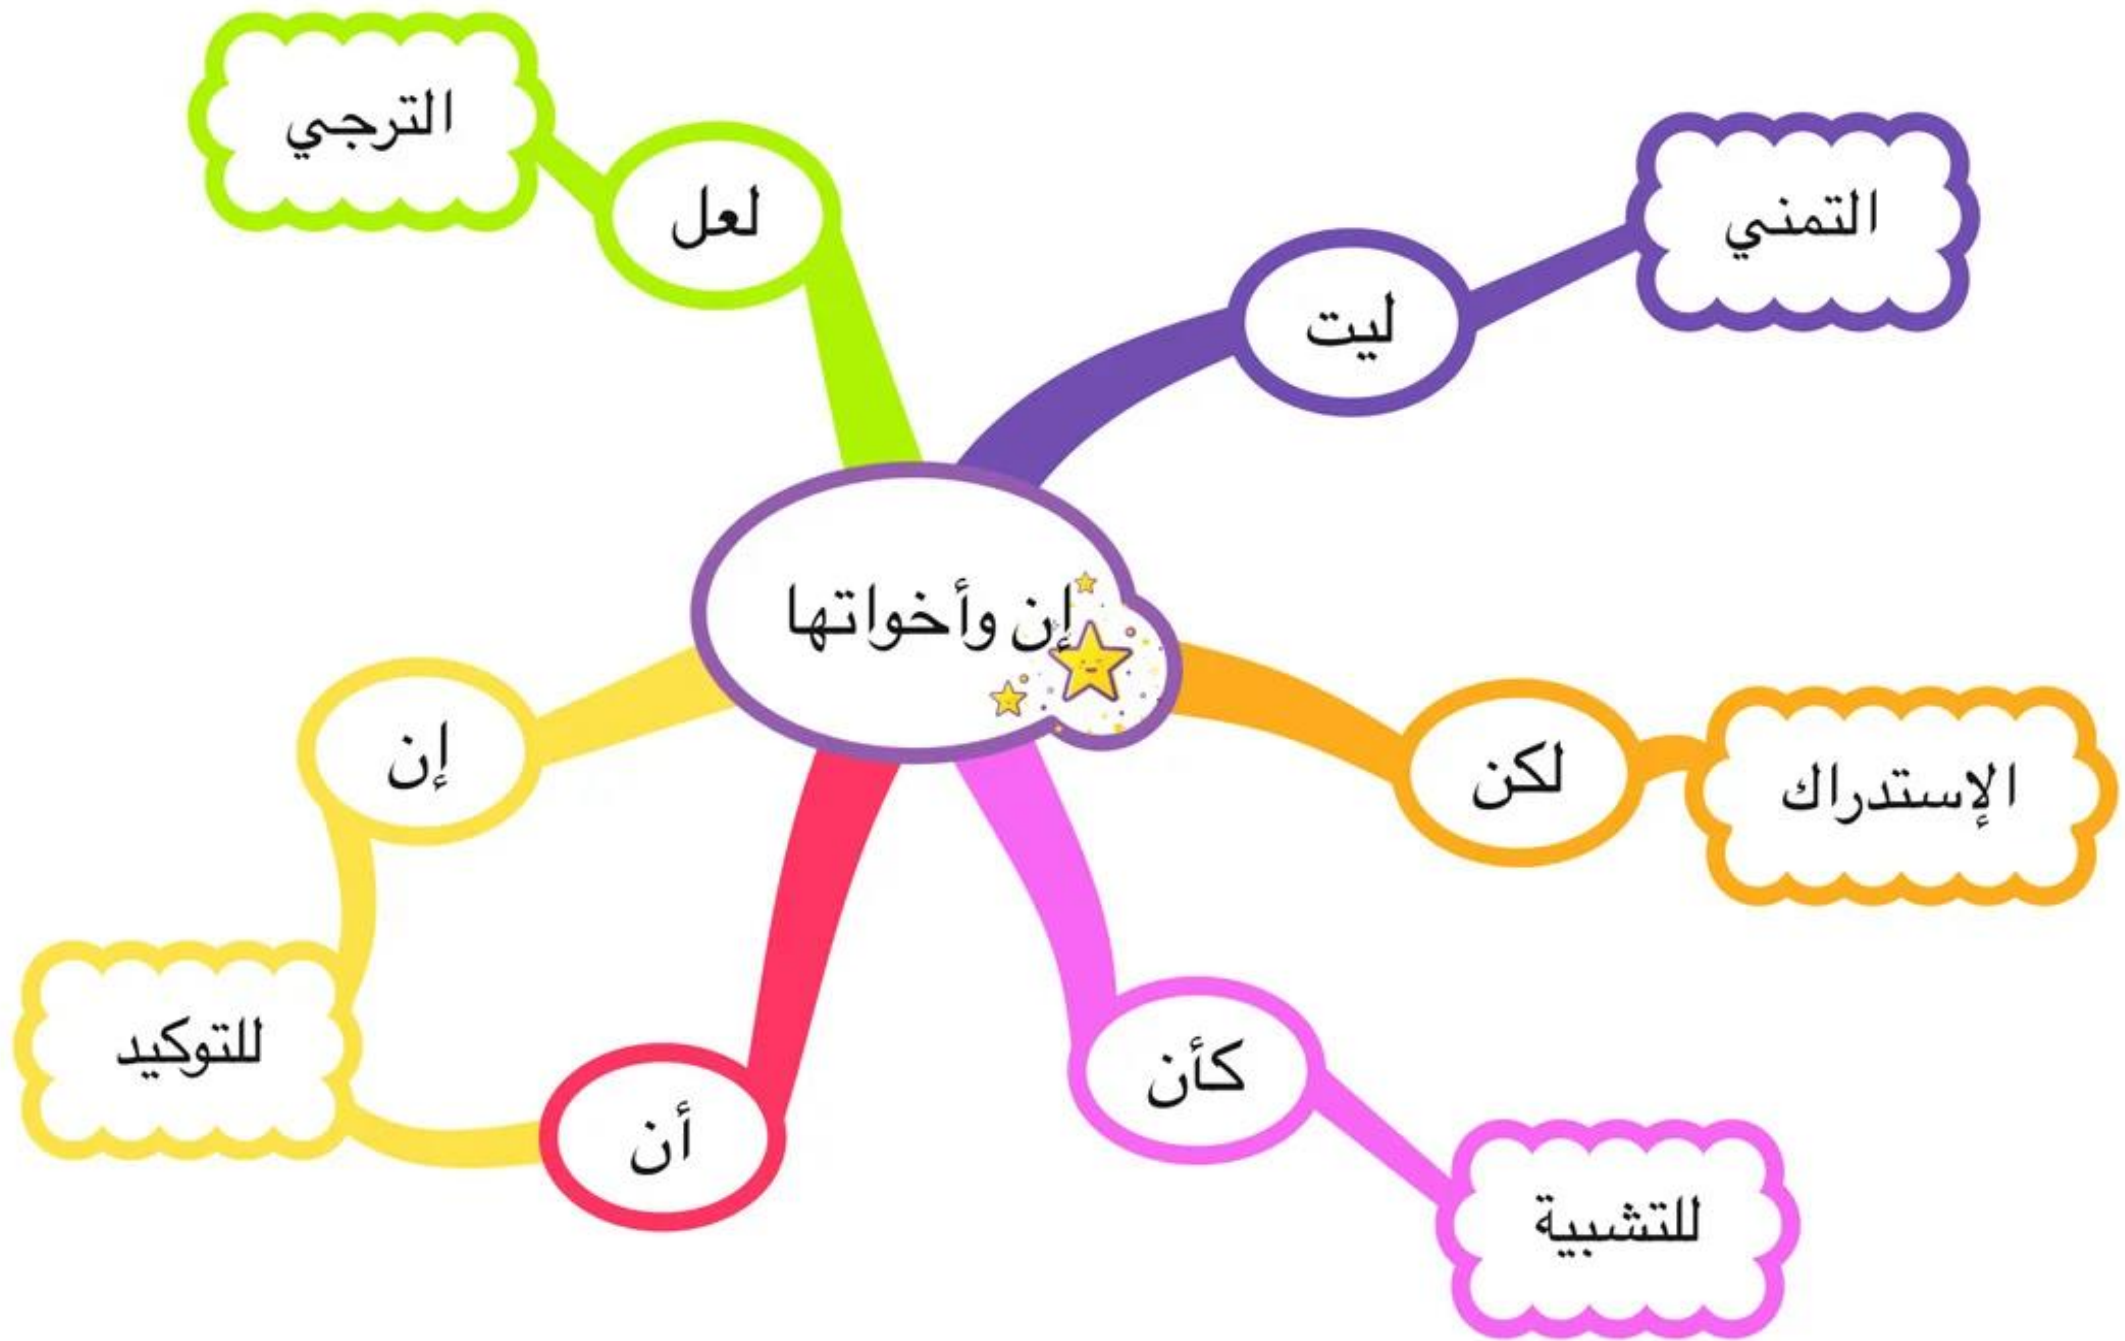 إن وأخواتها
ليت
التمني
لكن
الإستدراك
كأن
للتشبية
أن
إن
للتوكيد
لعل
الترجي